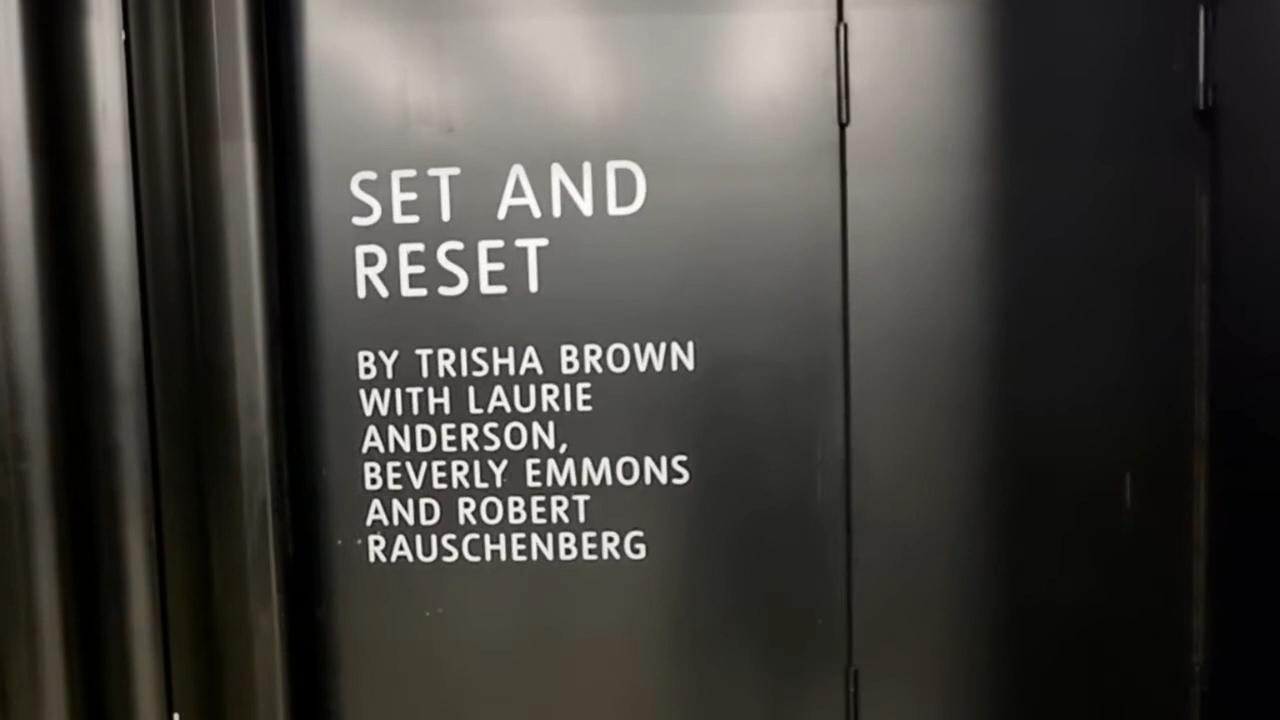 SET AND
RESET
BY TRISHA BROWN
WITH LAURIE
ANDERSON,
BEVERLY EMMONS
AND ROBERT
RAUSCHENBERG